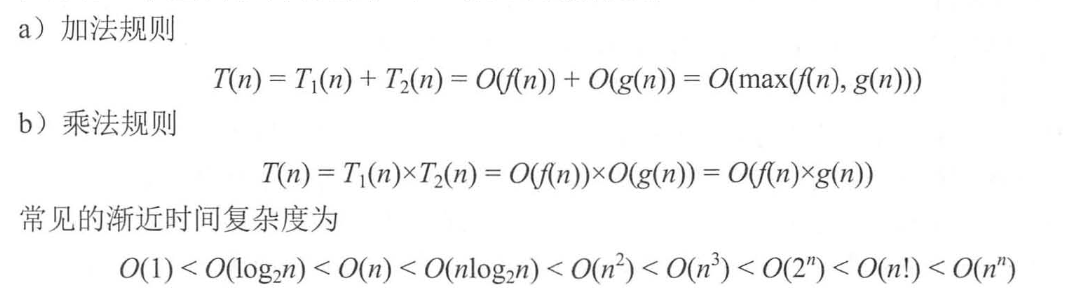 a）加法规则
T(n) = T₁(n) + T₂(n) = O(f(n)) + O(g(n)) = O(max(f(n), g(n)))
b）乘法规则
T(n) = T₁(n)×T₂(n) = O(f(n))×O(g(n)) = O(f(n)×g(n))
常见的渐近时间复杂度为
O(1) < O(log₂n) < O(n) < O(nlog₂n) < O(n²) < O(n³) < O(2ⁿ) < O(n!) < O(nⁿ)